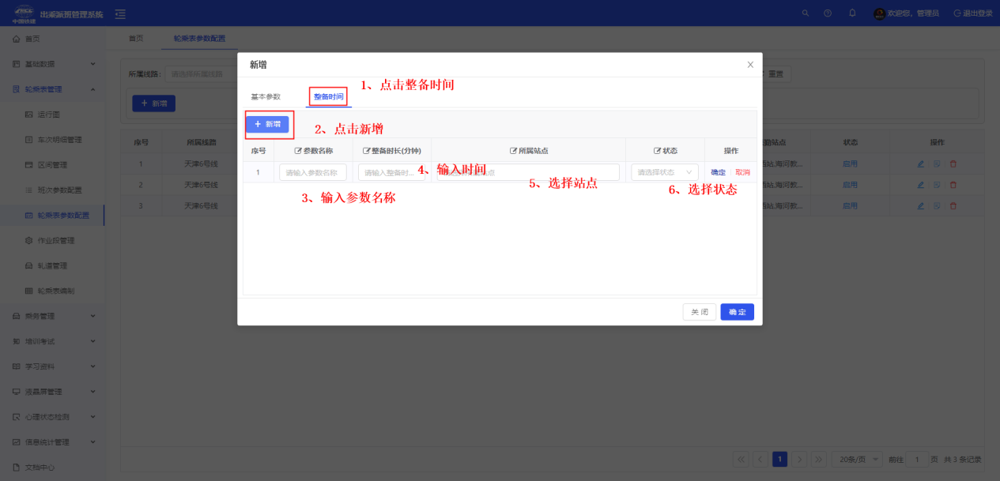 中国铁建 出乘派班管理系统
欢迎您，管理员 退出登录
首页
基础数据
轮乘表管理
运行图
车次明细管理
区间管理
班次参数配置
轮乘表参数配置
作业段管理
轧道管理
轮乘表编制
乘务管理
培训考试
学习资料
液晶屏管理
心理状态检测
信息统计管理
文档中心
首页 轮乘表参数配置
所属线路： 请选择所属线路 重置
+ 新增
序号 所属线路 勤站点 状态 操作
1 天津6号线 西站,海河教... 启用
2 天津6号线 西站,海河教... 启用
3 天津6号线 西站,海河教... 启用
1 20条/页 前往 1 页 共 3 条记录
新增
基本参数 整备时间
1、点击整备时间
+ 新增
2、点击新增
序号 参数名称 整备时长(分钟) 所属站点 状态 操作
1 请输入参数名称 请输入整备时... 站点 请选择状态 确定 取消
3、输入参数名称
4、输入时间
5、选择站点
6、选择状态
关 闭 确 定